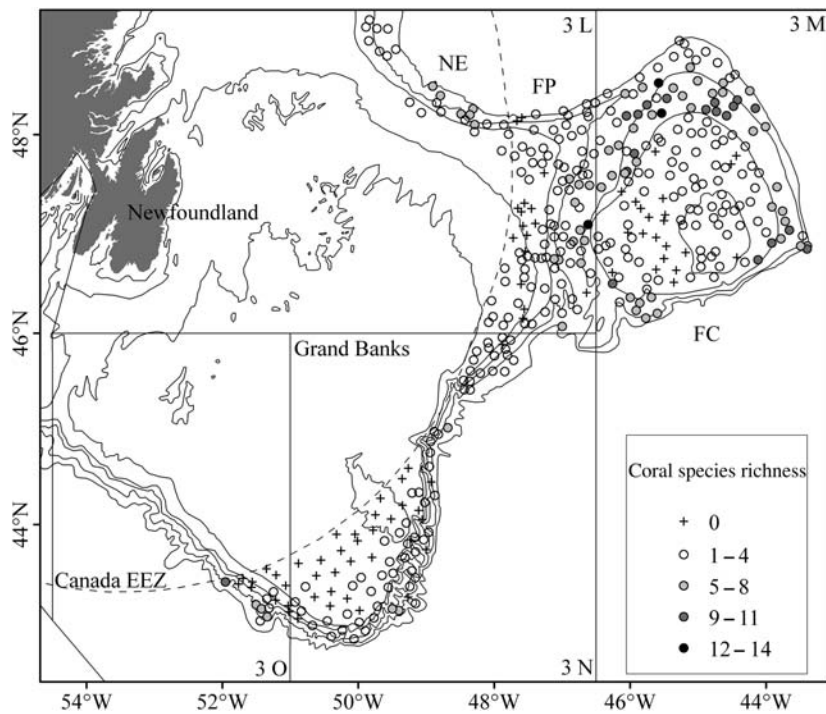 3 L
3 M
NE
FP
48°N
Newfoundland
46°N
Grand Banks
FC
Coral species richness
0
1 – 4
5 – 8
9 – 11
12 – 14
44°N
Canada EEZ
3 O
3 N
54°W
52°W
50°W
48°W
46°W
44°W